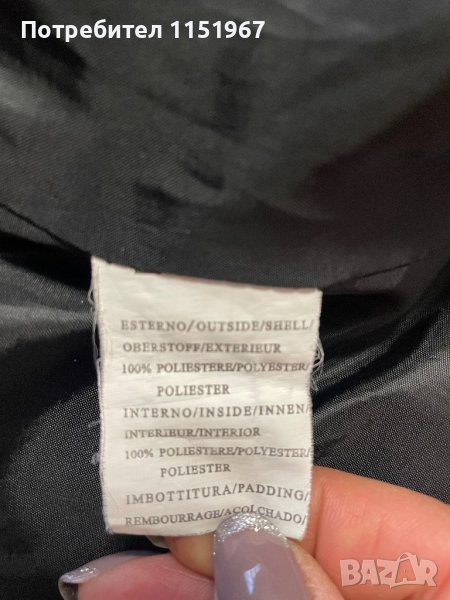 Потребител 1151967
ESTERNO/OUTSIDE/SHELL/
OBERSTOFF/EXTERIEUR
100% POLIESTERE/POLYESTER/
POLIESTER
INTERNO/INSIDE/INNEN/
INTERIEUR/INTERIOR
100% POLIESTERE/POLYESTER/
POLIESTER
IMBOTTITURA/PADDING/
REMBOURRAGE/ACOLCHADO/
BAZAR